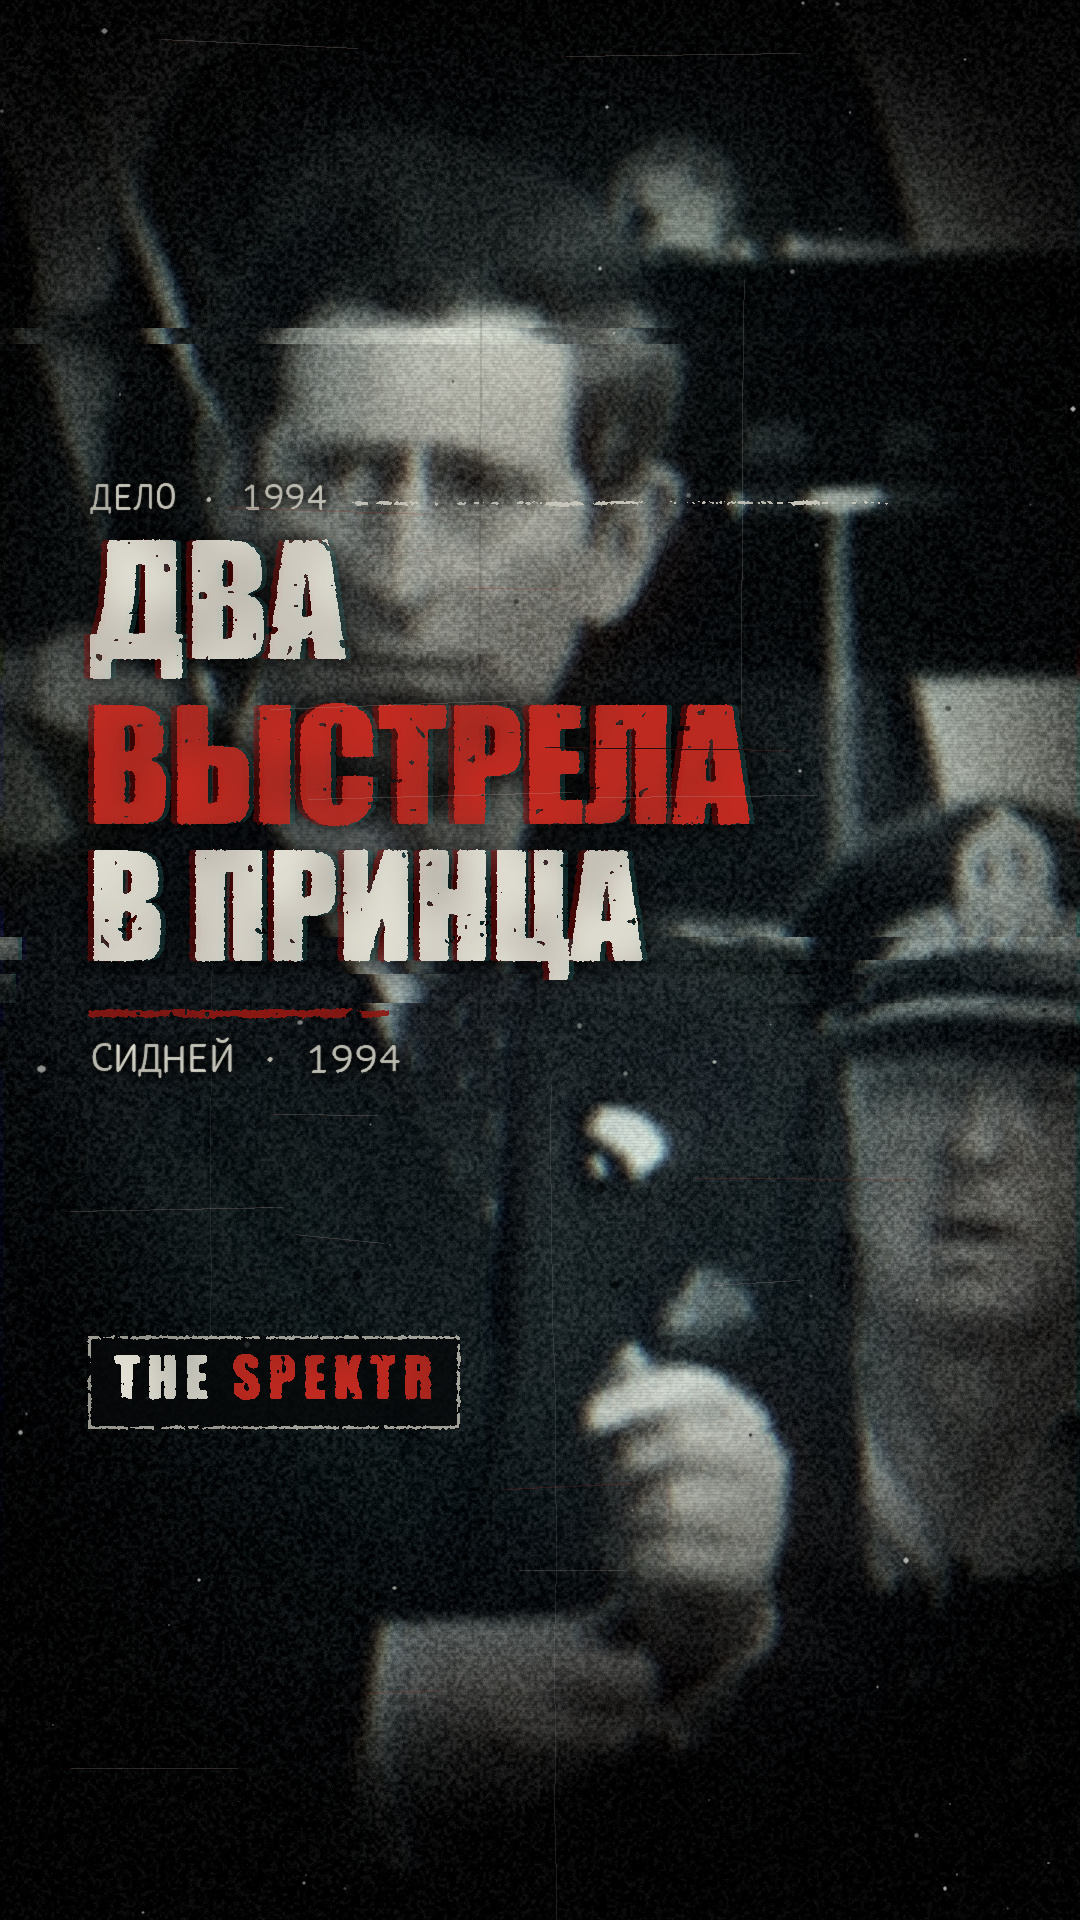 ДЕЛО · 1994
ДВА
ВЫСТРЕЛА
В ПРИНЦА
СИДНЕЙ · 1994
THE SPEKTR